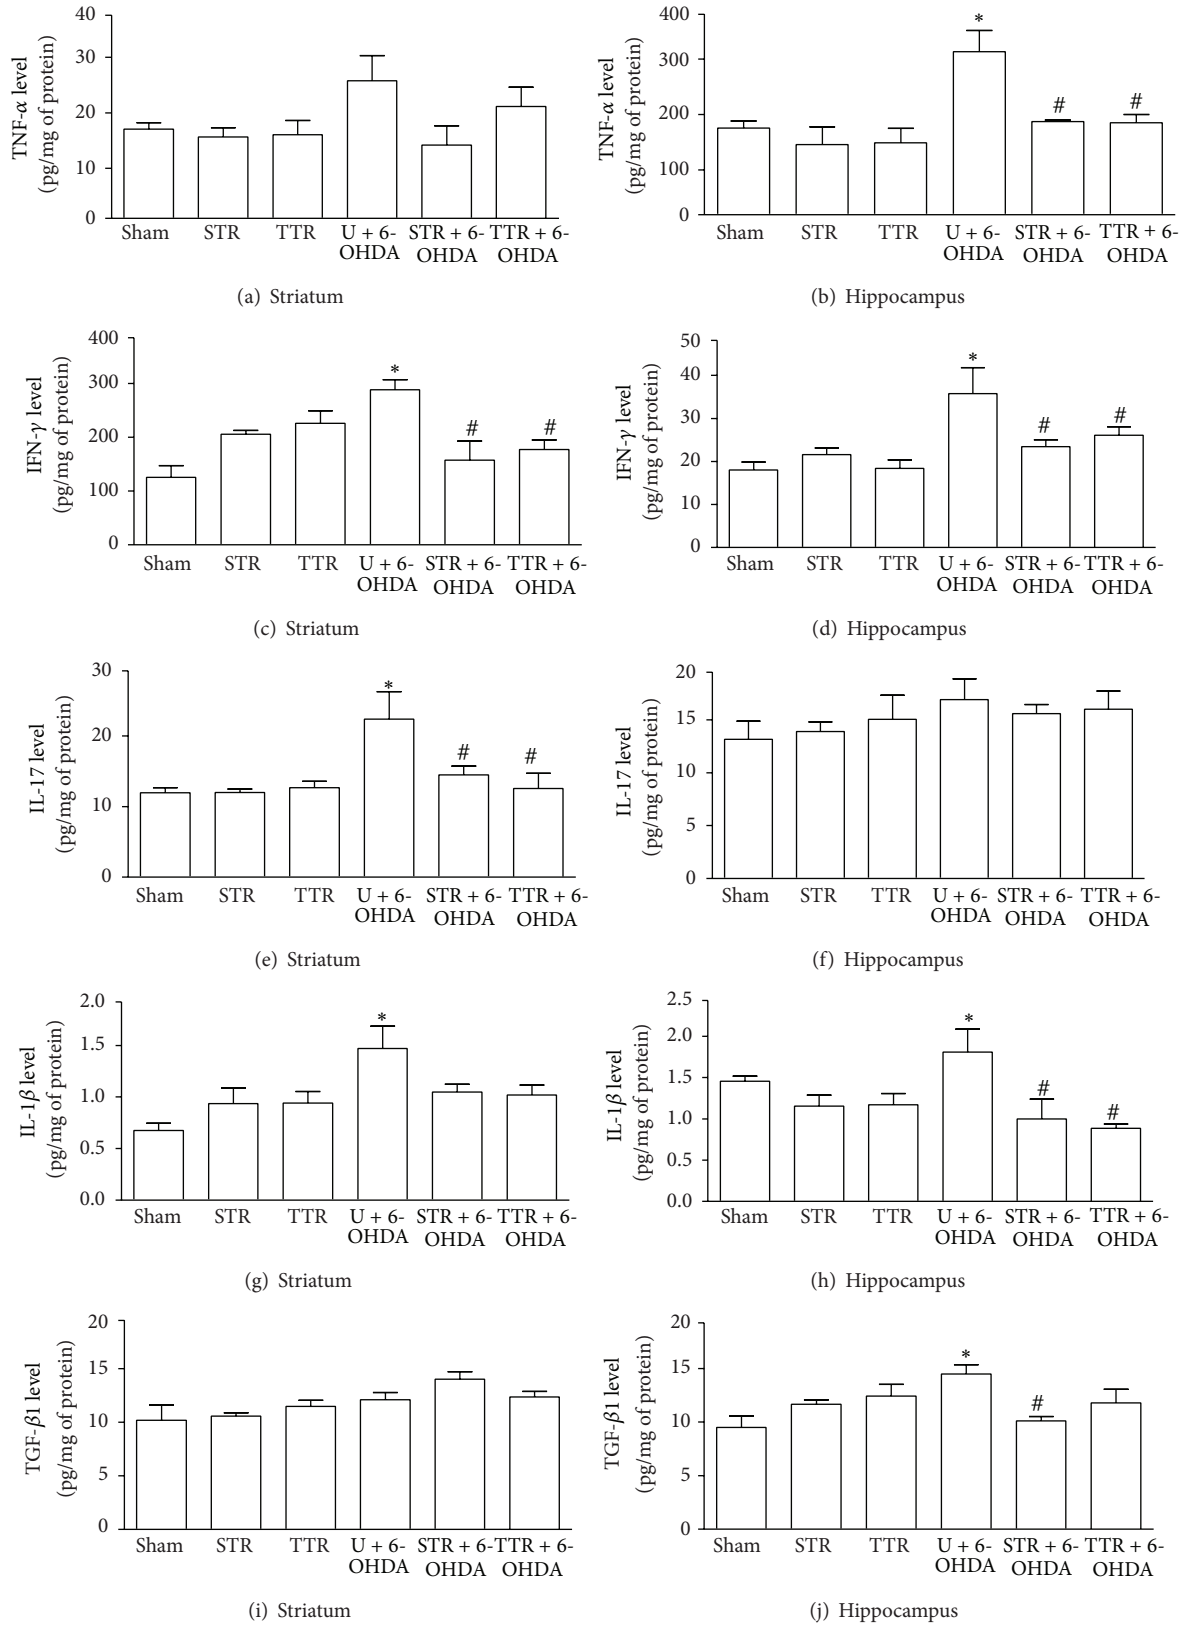 TNF-α level
(pg/mg of protein)
40
30
20
10
0
Sham STR TTR U + 6- STR + 6- TTR + 6-
OHDA OHDA OHDA
(a) Striatum
TNF-α level
(pg/mg of protein)
*
300
200
100
0
400
# #
Sham STR TTR U + 6- STR + 6- TTR + 6-
OHDA OHDA OHDA
(b) Hippocampus
IFN-γ level
(pg/mg of protein)
400
300
200
100
0
*
# #
Sham STR TTR U + 6- STR + 6- TTR + 6-
OHDA OHDA OHDA
(c) Striatum
IFN-γ level
(pg/mg of protein)
50
40
30
20
10
0
*
# #
Sham STR TTR U + 6- STR + 6- TTR + 6-
OHDA OHDA OHDA
(d) Hippocampus
IL-17 level
(pg/mg of protein)
30
20
10
0
*
# #
Sham STR TTR U + 6- STR + 6- TTR + 6-
OHDA OHDA OHDA
(e) Striatum
IL-17 level
(pg/mg of protein)
20
15
10
5
0
Sham STR TTR U + 6- STR + 6- TTR + 6-
OHDA OHDA OHDA
(f) Hippocampus
IL-1β level
(pg/mg of protein)
2.0
1.5
1.0
0.5
0.0
*
Sham STR TTR U + 6- STR + 6- TTR + 6-
OHDA OHDA OHDA
(g) Striatum
IL-1β level
(pg/mg of protein)
2.5
2.0
1.5
1.0
0.5
0.0
*
# #
Sham STR TTR U + 6- STR + 6- TTR + 6-
OHDA OHDA OHDA
(h) Hippocampus
TGF-β1 level
(pg/mg of protein)
20
15
10
5
0
Sham STR TTR U + 6- STR + 6- TTR + 6-
OHDA OHDA OHDA
(i) Striatum
TGF-β1 level
(pg/mg of protein)
20
15
10
5
0
*
#
Sham STR TTR U + 6- STR + 6- TTR + 6-
OHDA OHDA OHDA
(j) Hippocampus